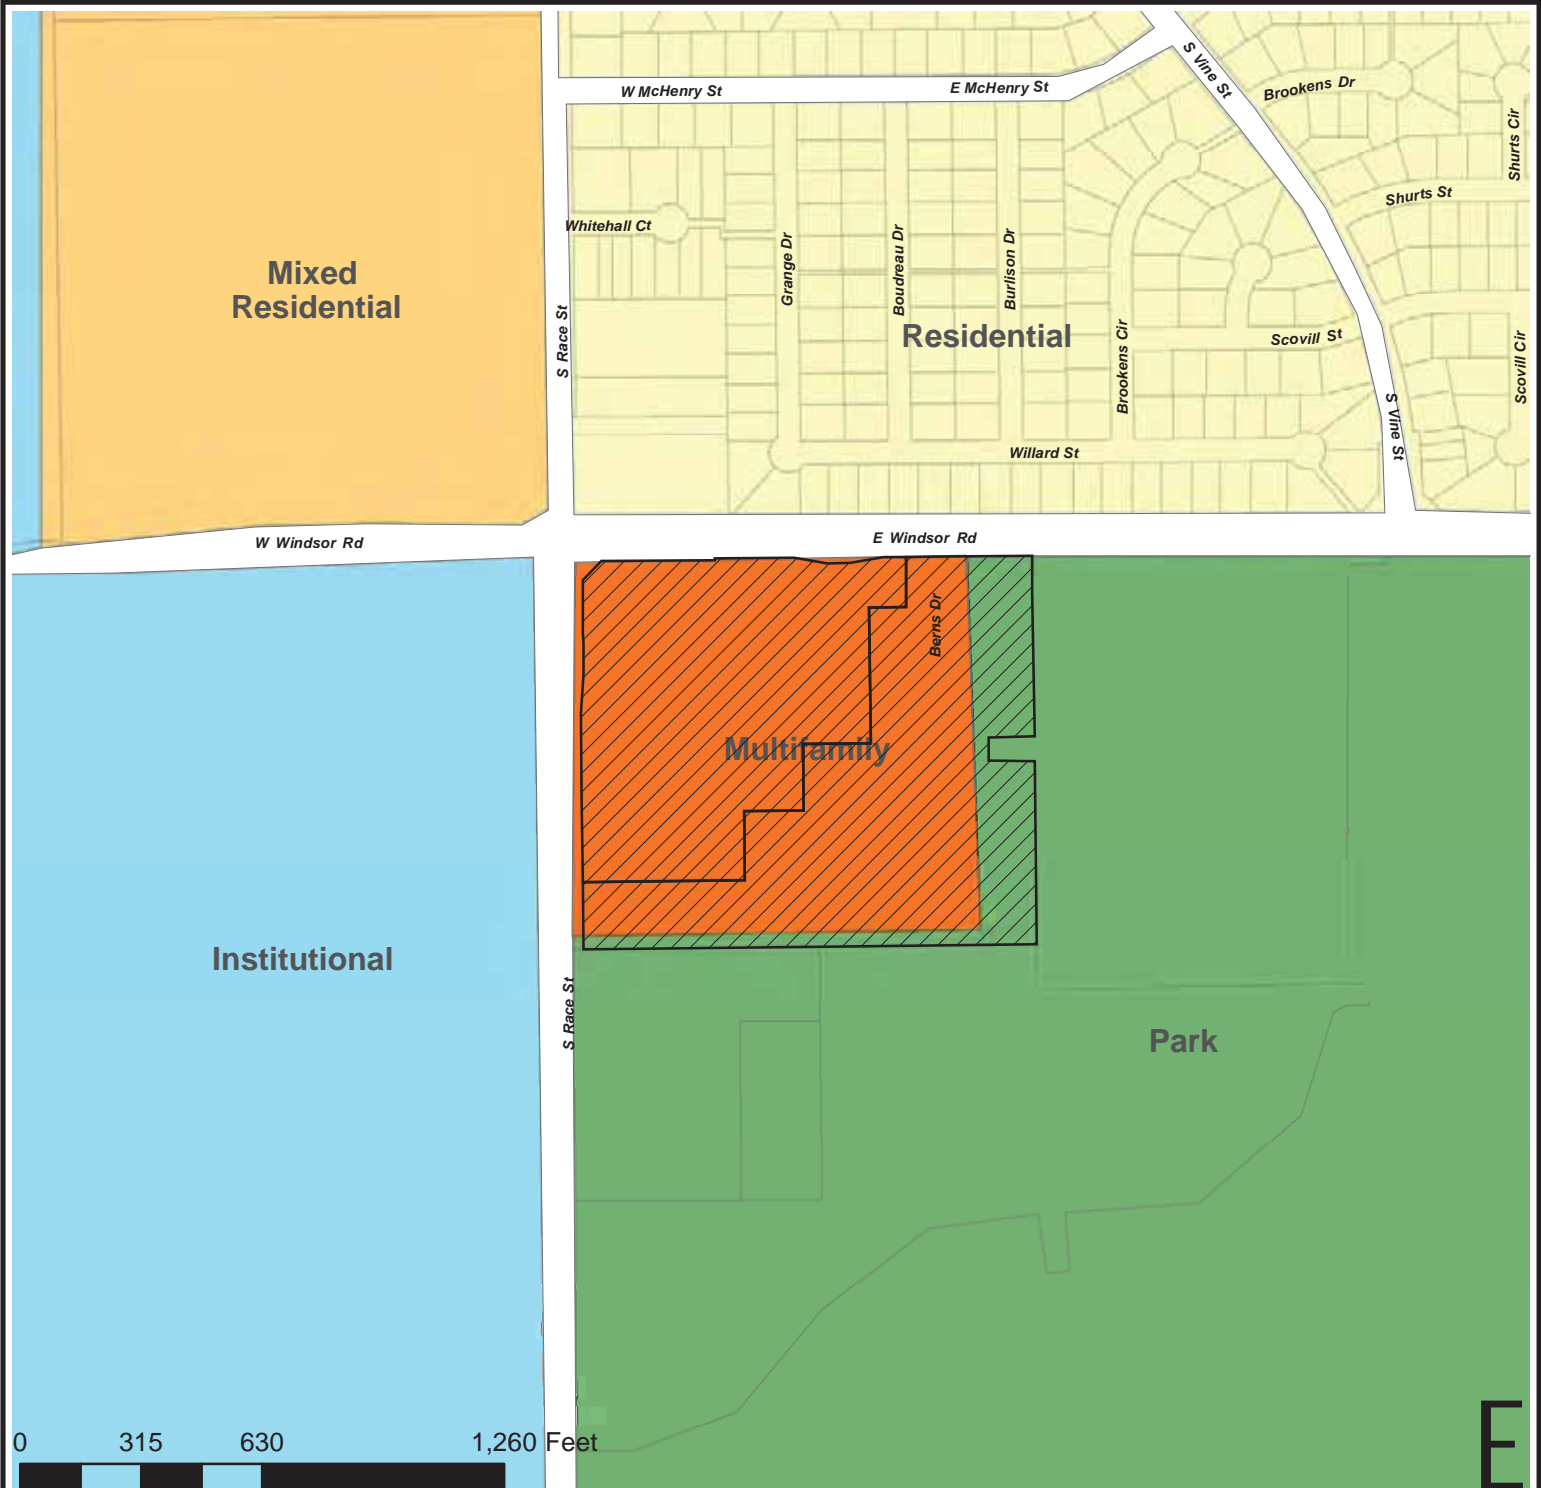 S Vine St
Brookens Dr
W McHenry St
E McHenry St
Shurts Cir
Shurts St
Whitehall Ct
Grange Dr
Boudreau Dr
Burlison Dr
Mixed
Residential
S Race St
Residential
Brookens Cir
Scovill St
Scovill Cir
S Vine St
Willard St
W Windsor Rd
E Windsor Rd
Berns Dr
Multifamily
Institutional
S Race St
Park
0 315 630 1,260 Feet
E